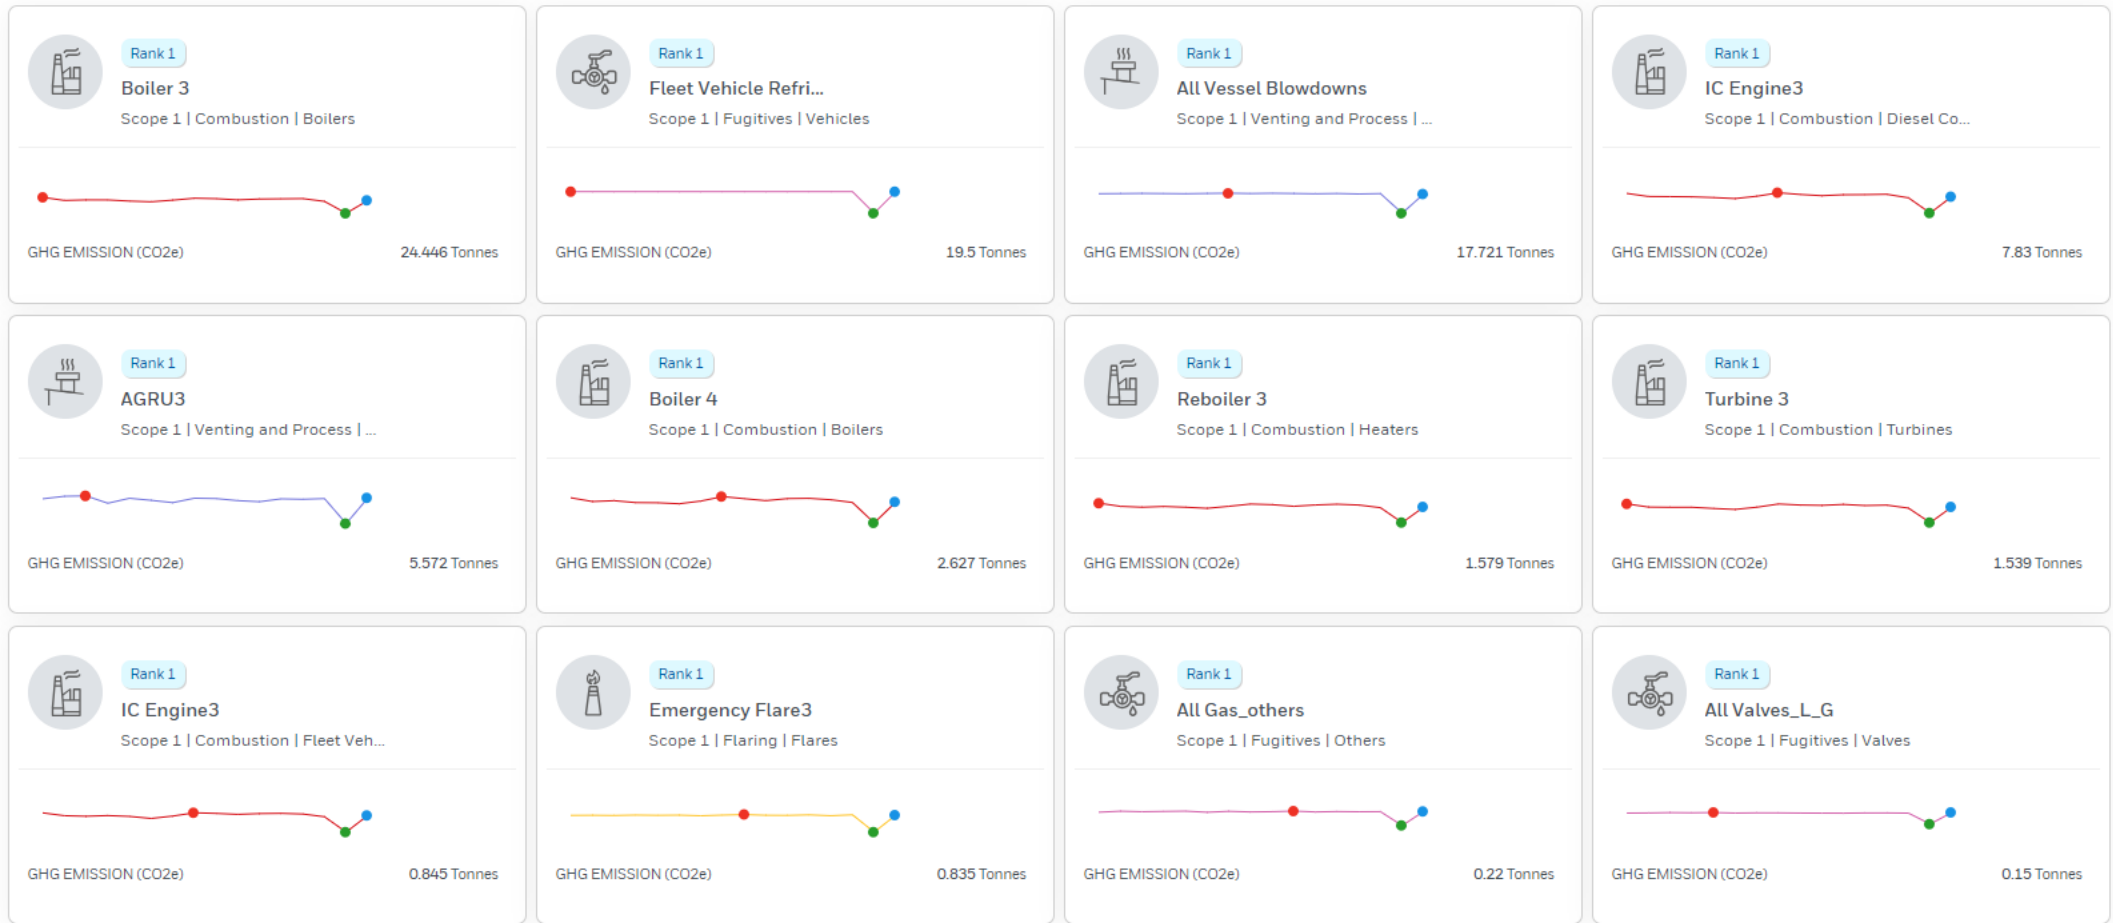 Rank 1
Boiler 3
Scope 1 | Combustion | Boilers
GHG EMISSION (CO2e) 24.446 Tonnes
Rank 1
Fleet Vehicle Refri...
Scope 1 | Fugitives | Vehicles
GHG EMISSION (CO2e) 19.5 Tonnes
Rank 1
All Vessel Blowdowns
Scope 1 | Venting and Process | ...
GHG EMISSION (CO2e) 17.721 Tonnes
Rank 1
IC Engine3
Scope 1 | Combustion | Diesel Co...
GHG EMISSION (CO2e) 7.83 Tonnes
Rank 1
AGRU3
Scope 1 | Venting and Process | ...
GHG EMISSION (CO2e) 5.572 Tonnes
Rank 1
Boiler 4
Scope 1 | Combustion | Boilers
GHG EMISSION (CO2e) 2.627 Tonnes
Rank 1
Reboiler 3
Scope 1 | Combustion | Heaters
GHG EMISSION (CO2e) 1.579 Tonnes
Rank 1
Turbine 3
Scope 1 | Combustion | Turbines
GHG EMISSION (CO2e) 1.539 Tonnes
Rank 1
IC Engine3
Scope 1 | Combustion | Fleet Veh...
GHG EMISSION (CO2e) 0.845 Tonnes
Rank 1
Emergency Flare3
Scope 1 | Flaring | Flares
GHG EMISSION (CO2e) 0.835 Tonnes
Rank 1
All Gas_others
Scope 1 | Fugitives | Others
GHG EMISSION (CO2e) 0.22 Tonnes
Rank 1
All Valves_L_G
Scope 1 | Fugitives | Valves
GHG EMISSION (CO2e) 0.15 Tonnes